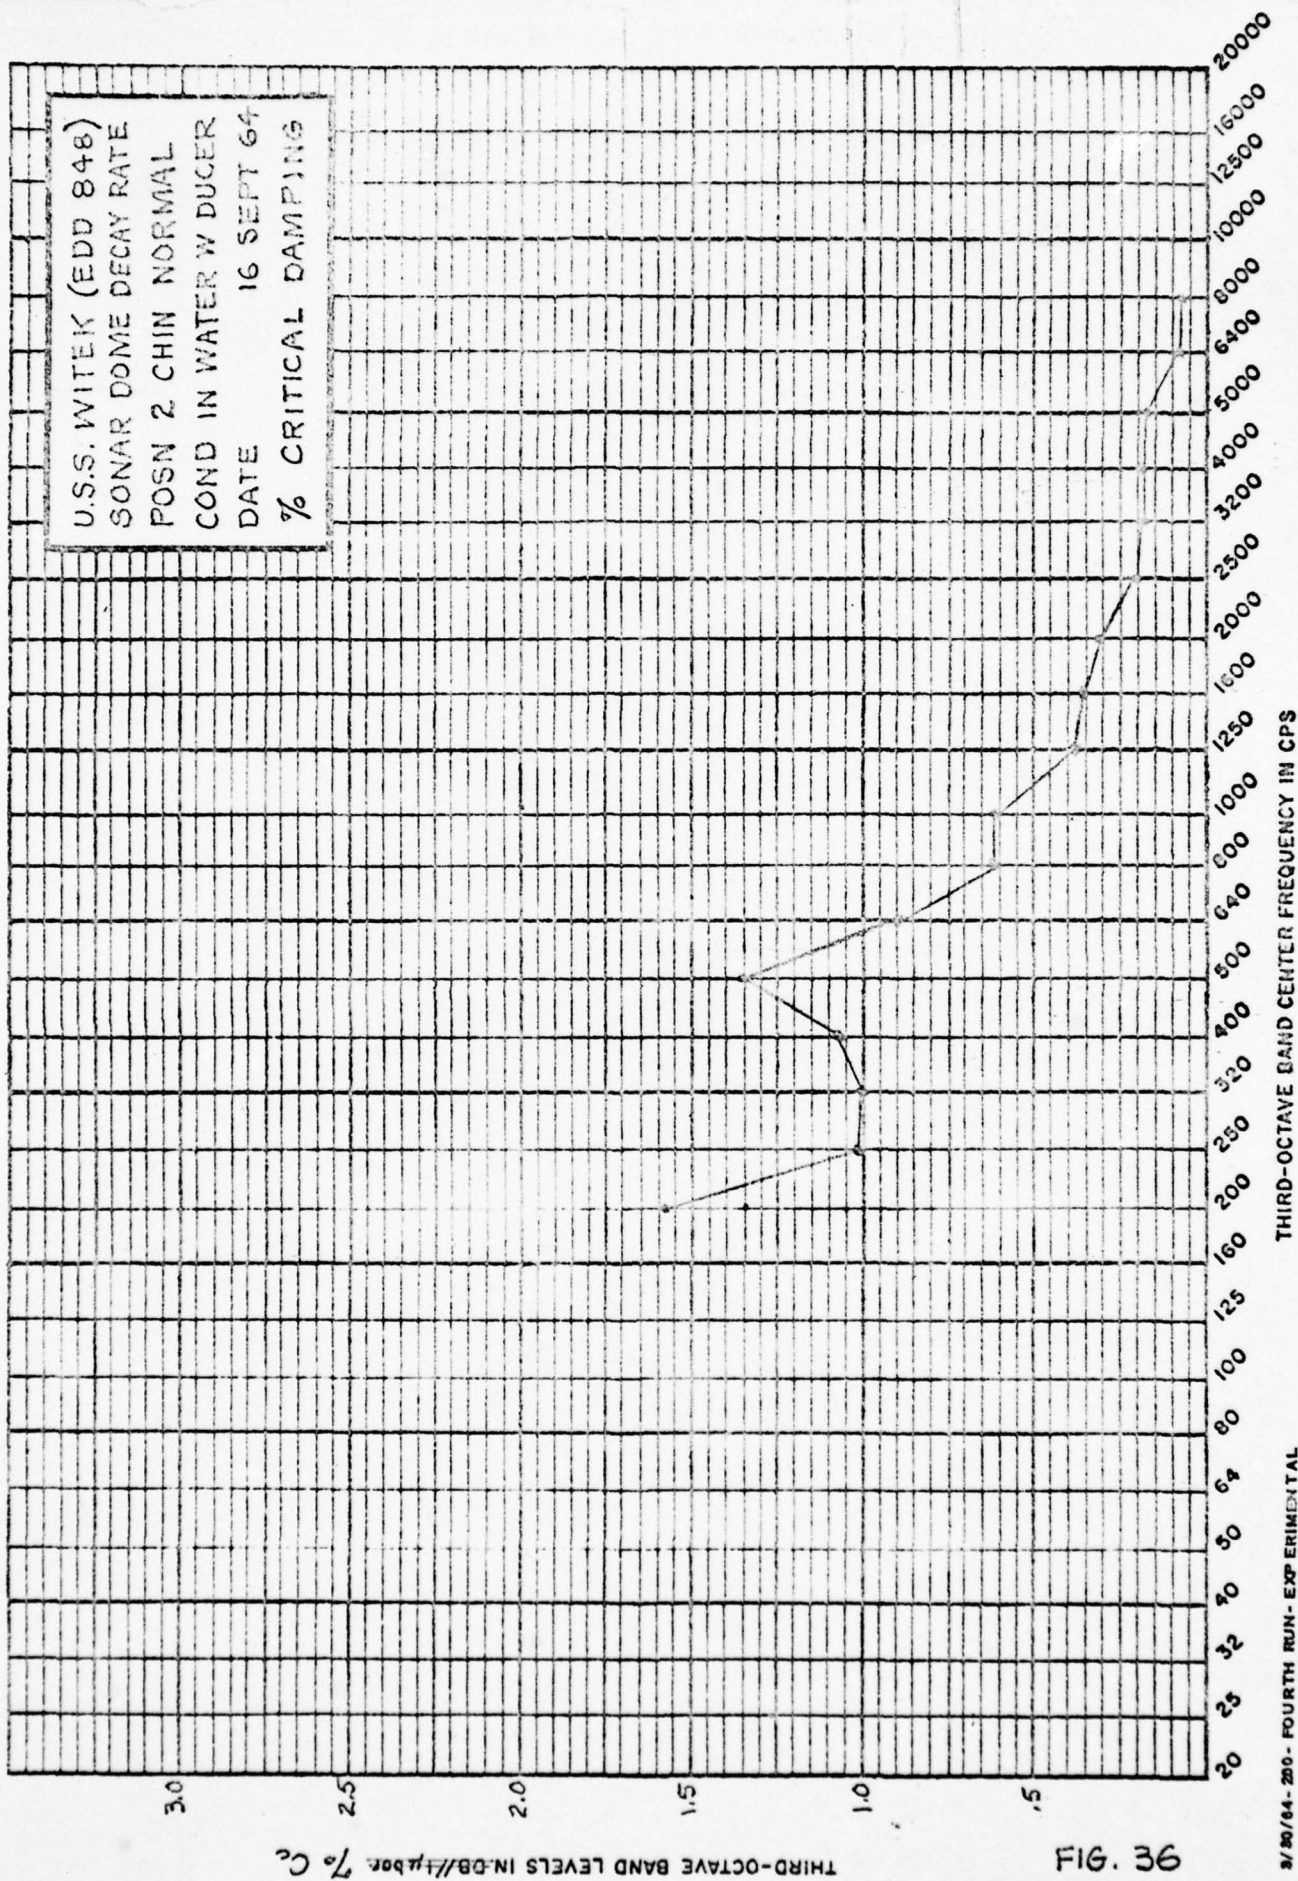 U.S.S. WITEK (EDD 848)
SONAR DOME DECAY RATE
POSN 2 CHIN NORMAL
COND IN WATER W DUCER
DATE 16 SEPT 64
% CRITICAL DAMPING
3.0
2.5
2.0
1.5
1.0
.5
THIRD-OCTAVE BAND LEVELS IN DB//1µbar % Cc
20 25 32 40 50 64 80 100 125 160 200 250 320 400 500 640 800 1000 1250 1600 2000 2500 3200 4000 5000 6400 8000 10000 12500 16000 20000
THIRD-OCTAVE BAND CENTER FREQUENCY IN CPS
3/30/64-200-FOURTH RUN-EXPERIMENTAL
FIG. 36